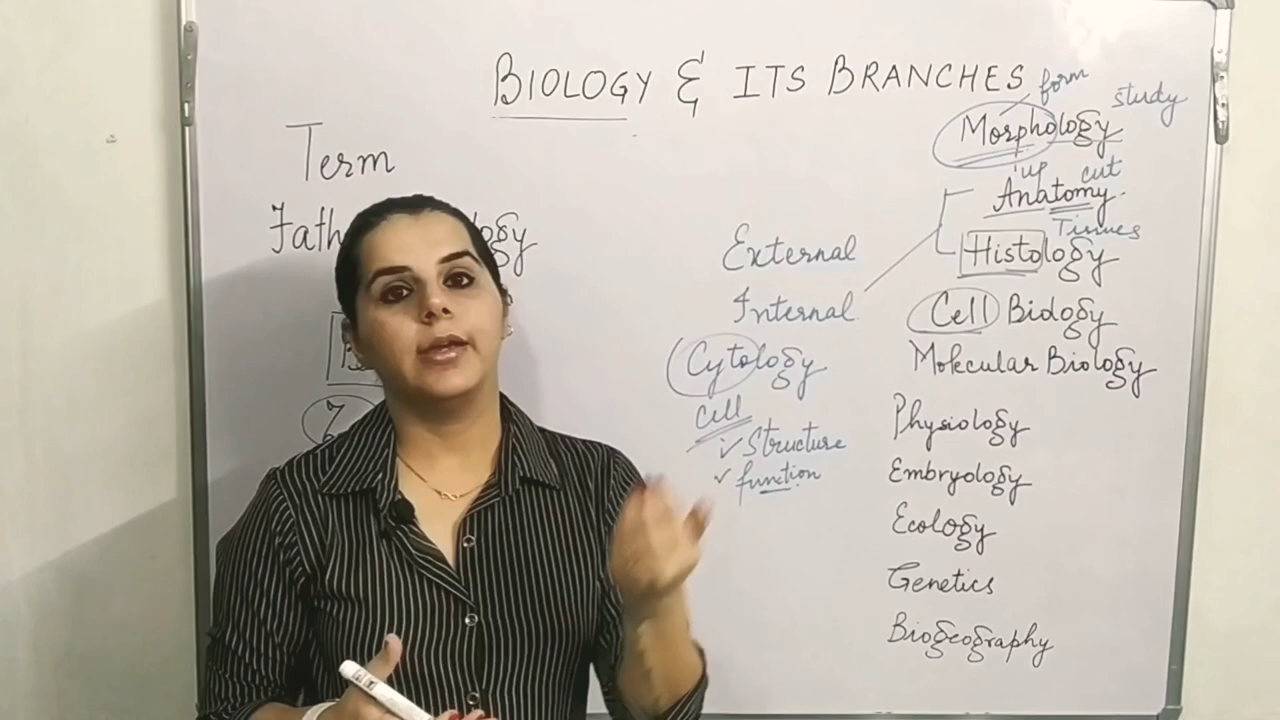 BIOLOGY & ITS BRANCHES
Term
form
study
Morphology
up cut
Anatomy
Tissues
Histology
External
Internal
Cell Biology
Cytology
Molecular Biology
Cell
✓ Structure
✓ function
Physiology
Embryology
Ecology
Genetics
Biogeography